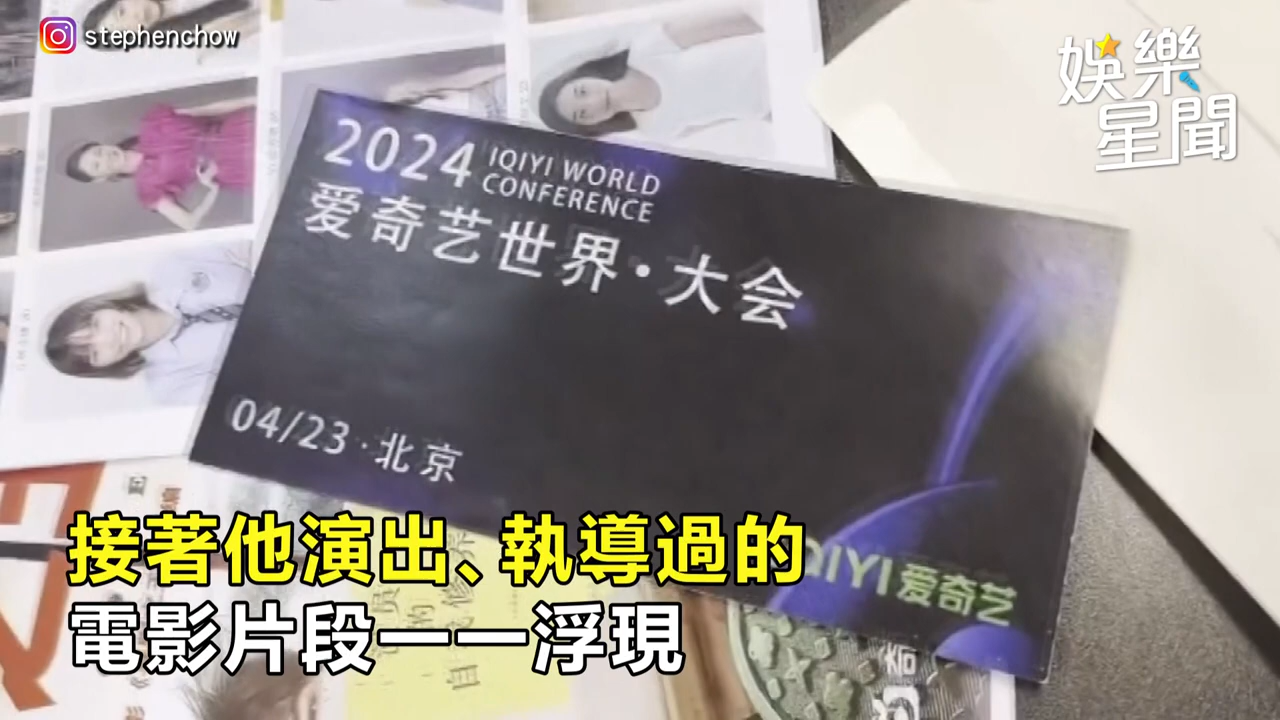 stephenchow
娛樂
星聞
2024 IQIYI WORLD
CONFERENCE
爱奇艺世界·大会
04/23·北京
QIYI 爱奇艺
接著他演出、執導過的
電影片段一一浮現